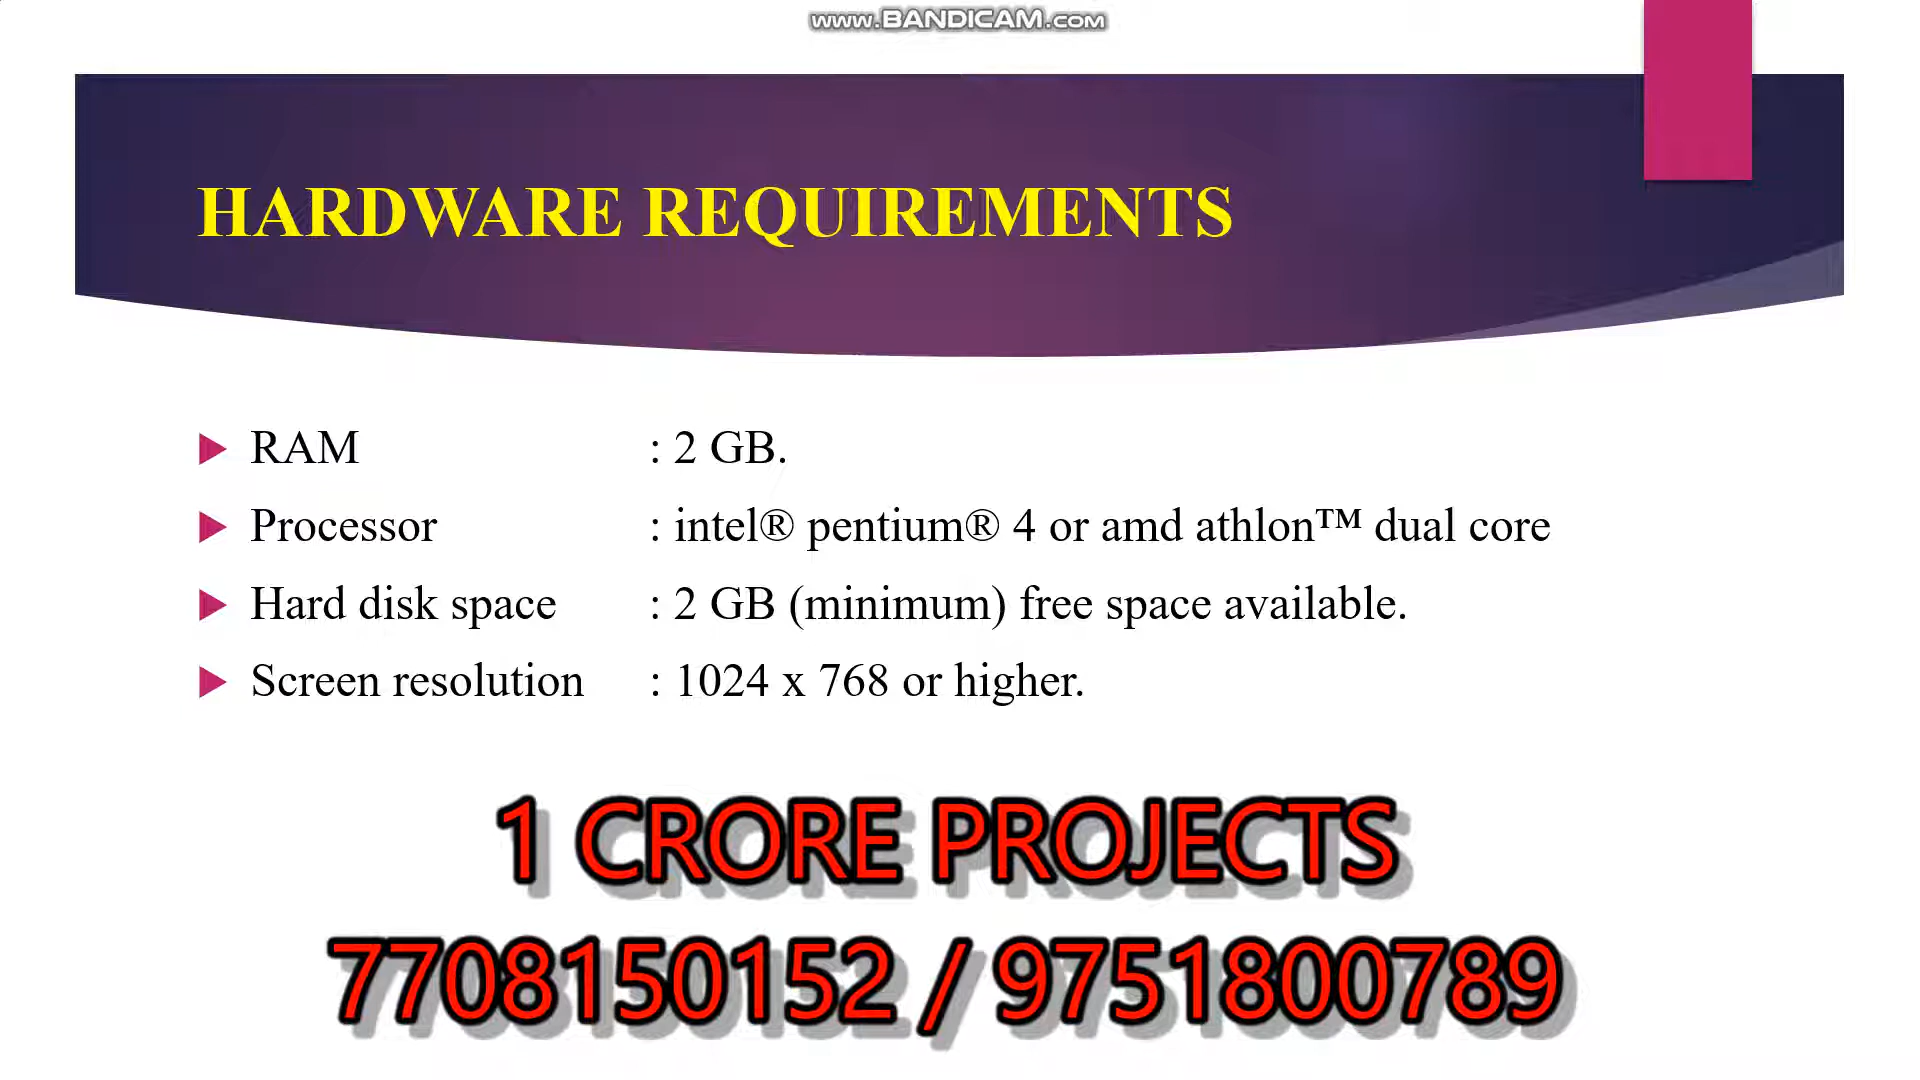 www.BANDICAM.com
HARDWARE REQUIREMENTS
RAM : 2 GB.
Processor : intel® pentium® 4 or amd athlon™ dual core
Hard disk space : 2 GB (minimum) free space available.
Screen resolution : 1024 x 768 or higher.
1 CRORE PROJECTS
7708150152 / 9751800789